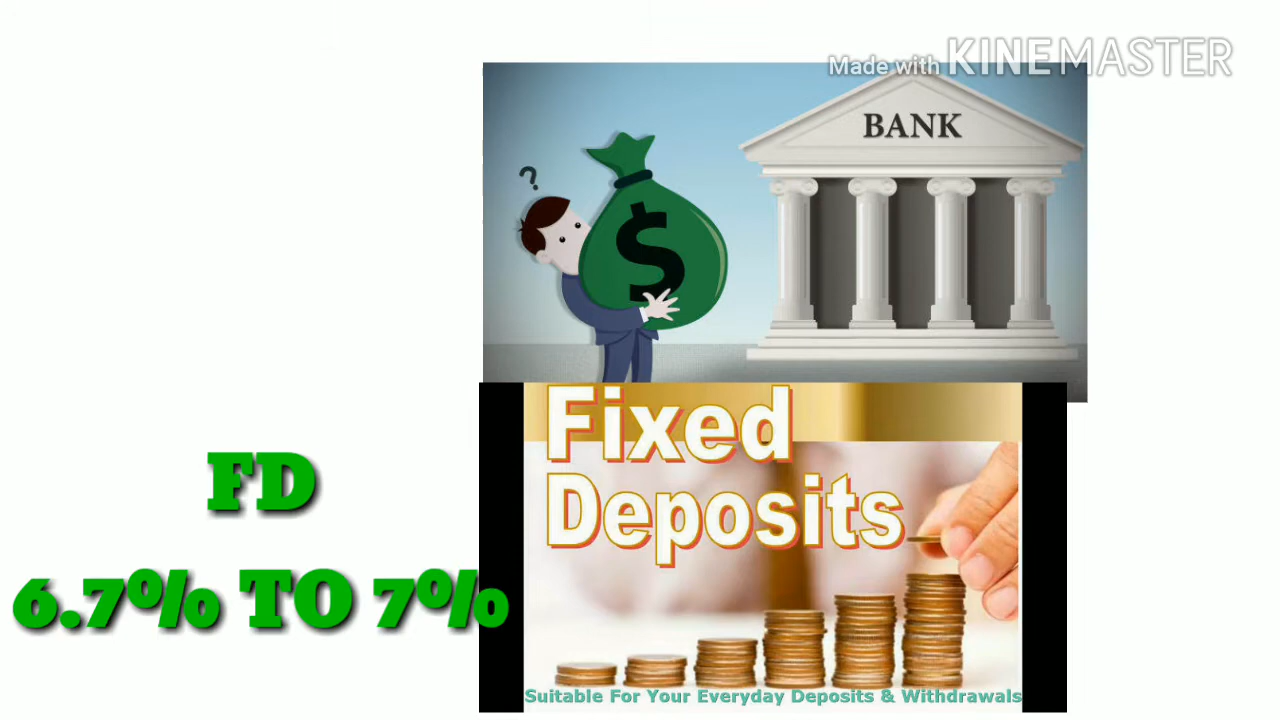 Made with KINEMASTER
BANK
?
$
Fixed
Deposits
FD
6.7% TO 7%
Suitable For Your Everyday Deposits & Withdrawals